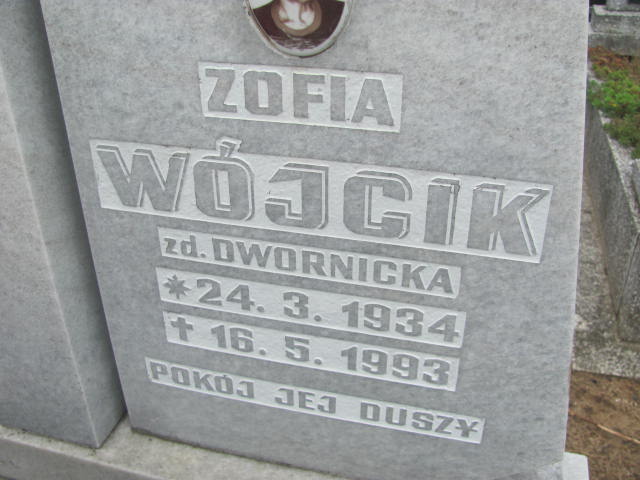 ZOFIA
WÓJCIK
zd. DWORNICKA
* 24. 3. 1934
† 16. 5. 1993
POKÓJ JEJ DUSZY